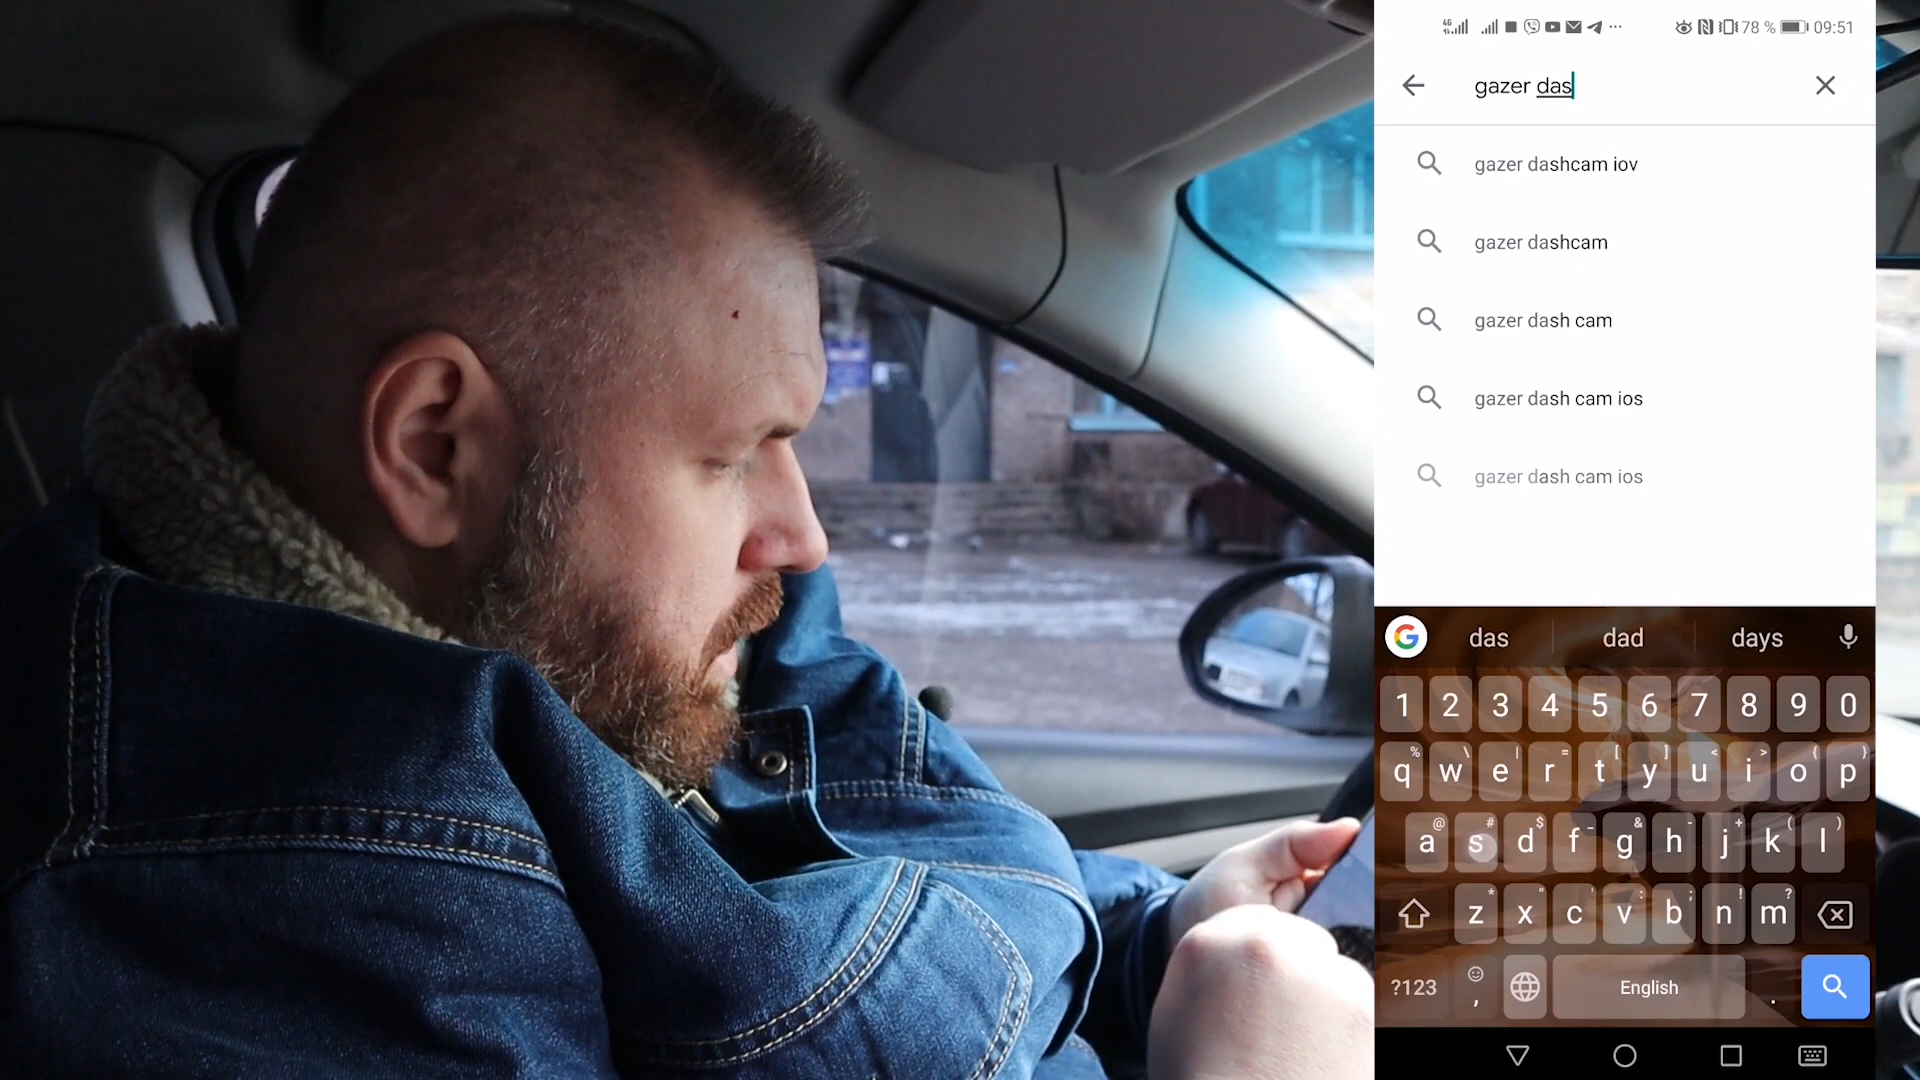 4G 78 % 09:51
gazer das
gazer dashcam iov
gazer dashcam
gazer dash cam
gazer dash cam ios
gazer dash cam ios
G das dad days
1 2 3 4 5 6 7 8 9 0
% \ | = [ ] < > { }
q w e r t y u i o p
@ # $ _ & - + ( )
a s d f g h j k l
* " ' : ; ! ?
z x c v b n m
?123 , English .